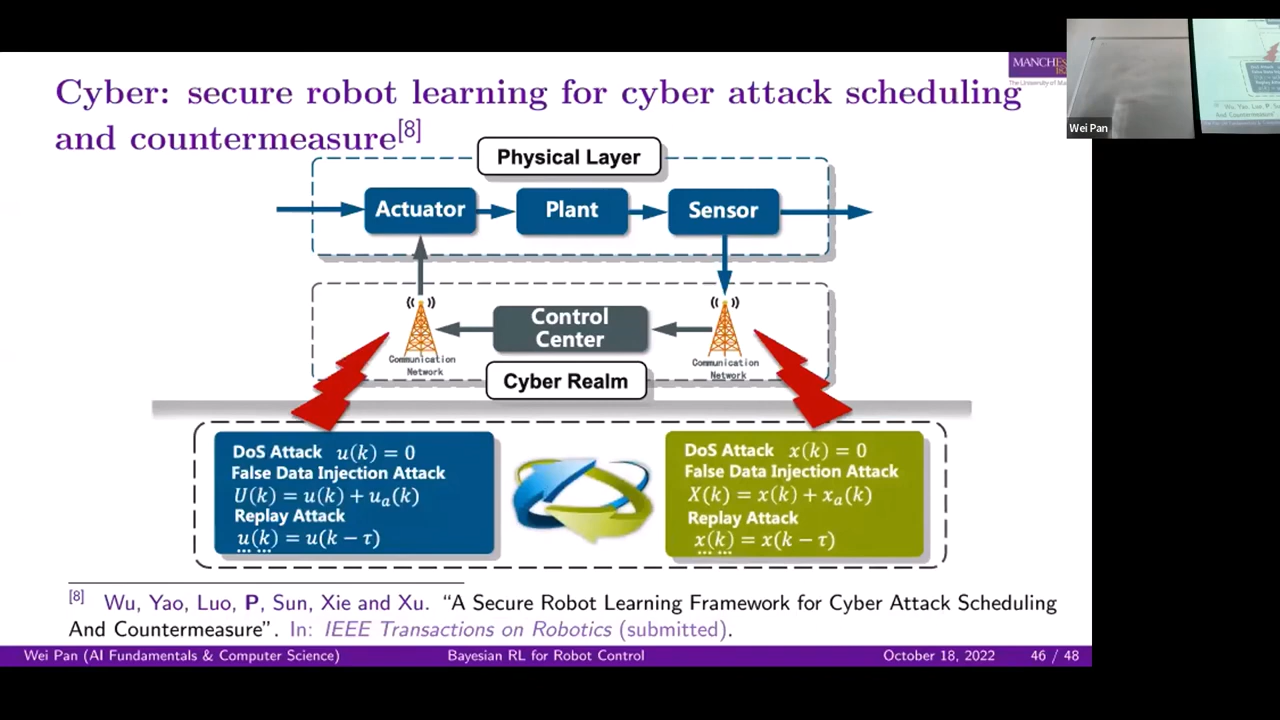 Cyber: secure robot learning for cyber attack scheduling
and countermeasure[8]
MANCHES
Wei Pan
Physical Layer
Actuator
Plant
Sensor
Control
Center
Communication
Network
Communication
Network
Cyber Realm
DoS Attack u(k) = 0
False Data Injection Attack
U(k) = u(k) + uₐ(k)
Replay Attack
u(k) = u(k − τ)
DoS Attack x(k) = 0
False Data Injection Attack
X(k) = x(k) + xₐ(k)
Replay Attack
x(k) = x(k − τ)
[8] Wu, Yao, Luo, P, Sun, Xie and Xu. “A Secure Robot Learning Framework for Cyber Attack Scheduling
And Countermeasure”. In: IEEE Transactions on Robotics (submitted).
Wei Pan (AI Fundamentals & Computer Science) Bayesian RL for Robot Control October 18, 2022 46 / 48